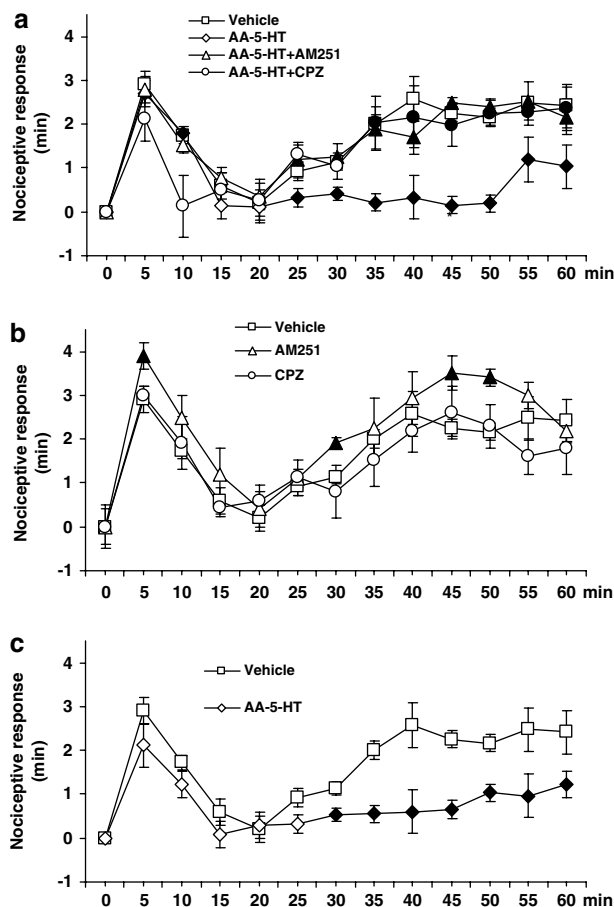 a
Vehicle
AA-5-HT
AA-5-HT+AM251
AA-5-HT+CPZ
Nociceptive response
(min)
4
3
2
1
0
-1
*
0 5 10 15 20 25 30 35 40 45 50 55 60 min
b
Vehicle
AM251
CPZ
Nociceptive response
(min)
4
3
2
1
0
-1
0 5 10 15 20 25 30 35 40 45 50 55 60 min
c
Vehicle
AA-5-HT
Nociceptive response
(min)
4
3
2
1
0
-1
0 5 10 15 20 25 30 35 40 45 50 55 60 min